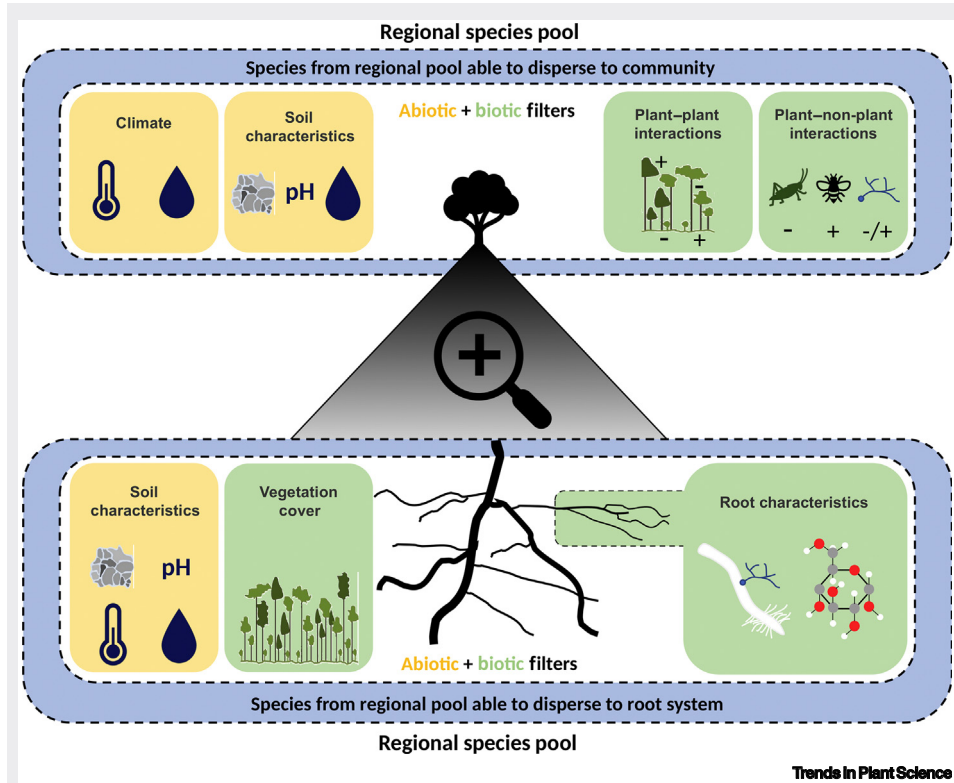 Regional species pool
Species from regional pool able to disperse to community
Climate
Soil
characteristics
pH
Abiotic + biotic filters
Plant–plant
interactions
+
-
-
+
Plant–non-plant
interactions
-
+
-/+
+
Soil
characteristics
pH
Vegetation
cover
Root characteristics
Abiotic + biotic filters
Species from regional pool able to disperse to root system
Regional species pool
Trends in Plant Science